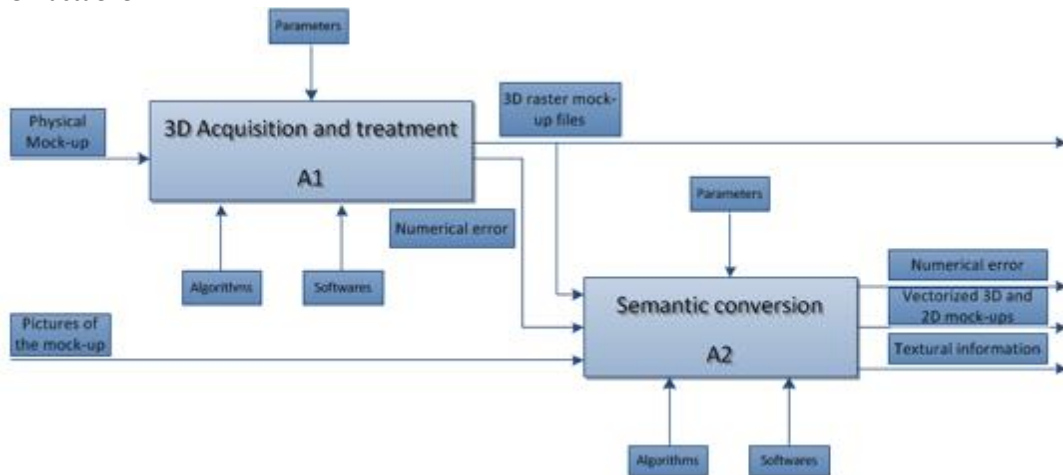 Parameters
3D raster mock-
up files
Physical
Mock-up
3D Acquisition and treatment
A1
Parameters
Numerical error
Algorithms
Softwares
Numerical error
Vectorized 3D and
2D mock-ups
Textural information
Semantic conversion
A2
Pictures of
the mock-up
Algorithms
Softwares